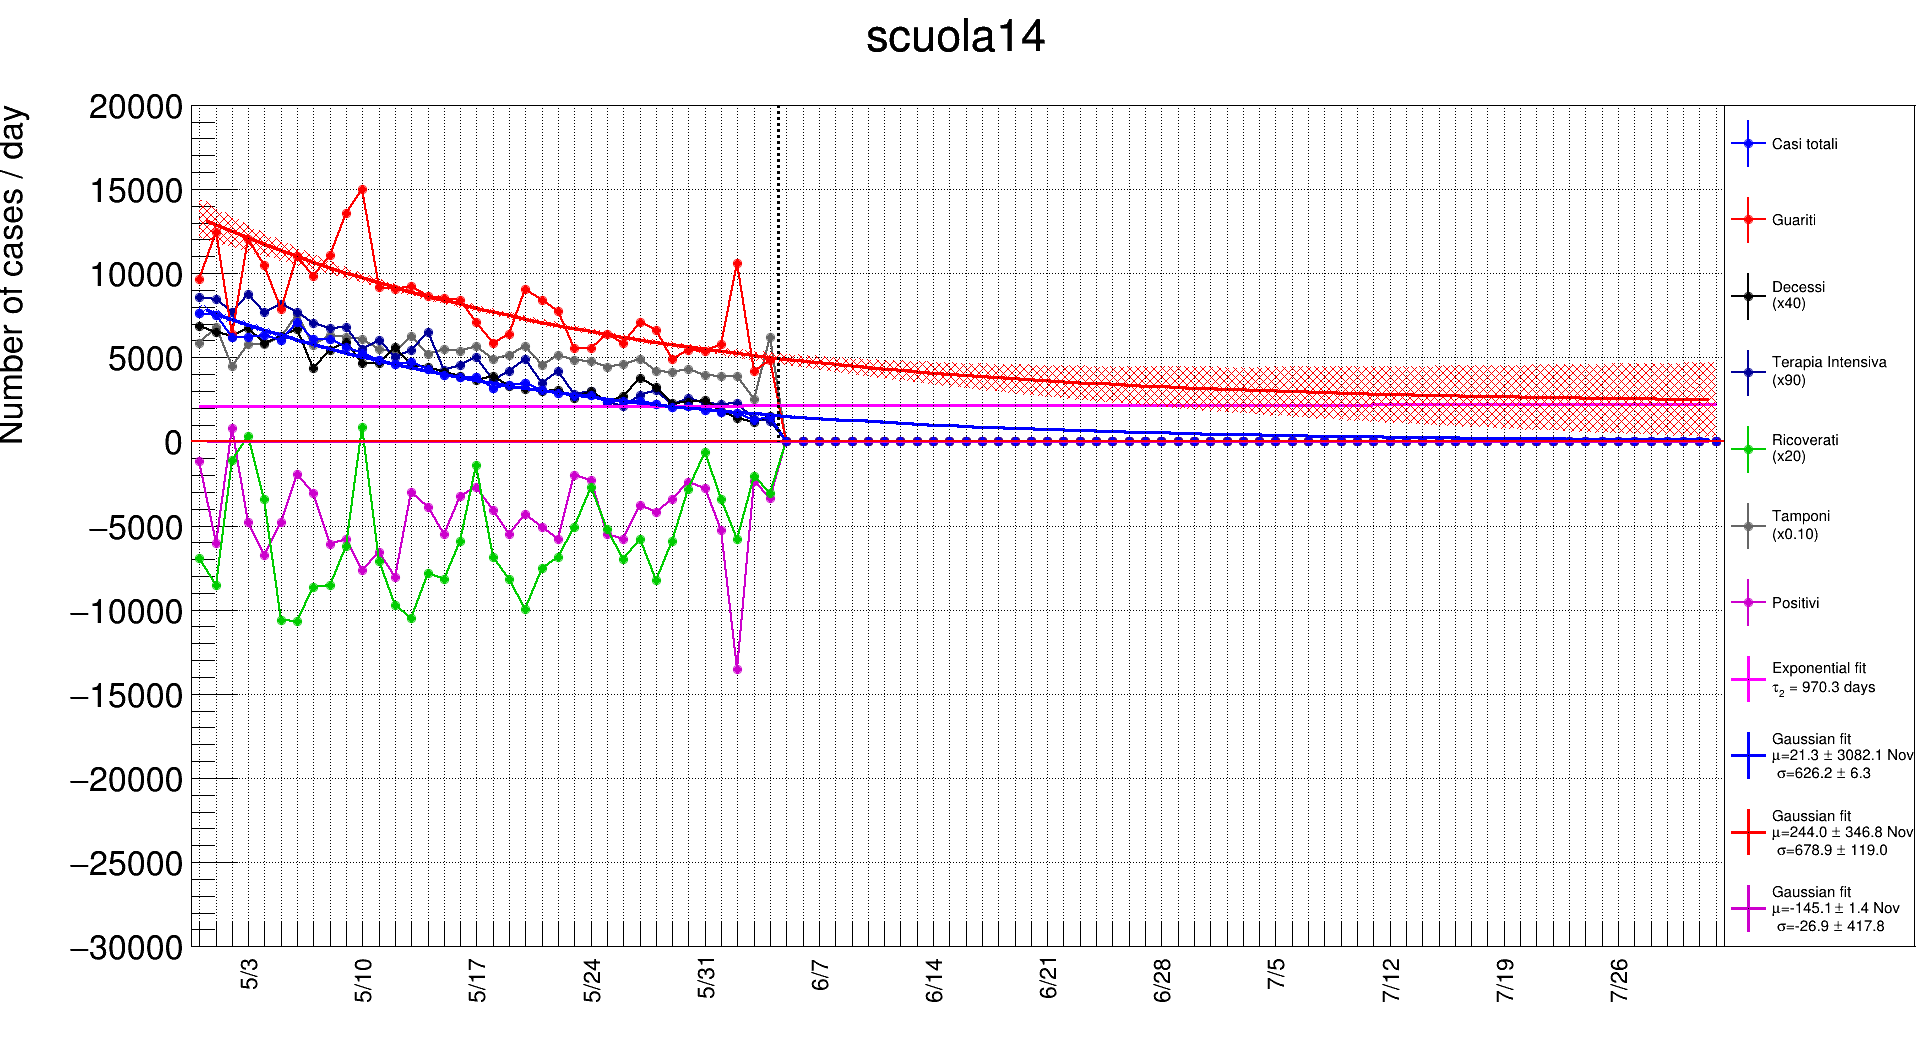 scuola14
Number of cases / day
20000
15000
10000
5000
0
−5000
−10000
−15000
−20000
−25000
−30000
5/3
5/10
5/17
5/24
5/31
6/7
6/14
6/21
6/28
7/5
7/12
7/19
7/26
Casi totali
Guariti
Decessi
(x40)
Terapia Intensiva
(x90)
Ricoverati
(x20)
Tamponi
(x0.10)
Positivi
Exponential fit
τ2 = 970.3 days
Gaussian fit
μ=21.3 ± 3082.1 Nov
σ=626.2 ± 6.3
Gaussian fit
μ=244.0 ± 346.8 Nov
σ=678.9 ± 119.0
Gaussian fit
μ=-145.1 ± 1.4 Nov
σ=-26.9 ± 417.8